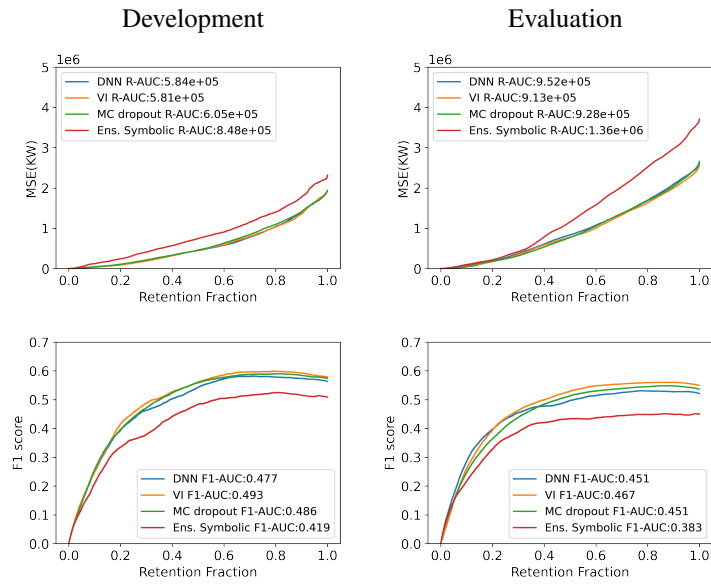 Development
Evaluation
1e6
5
4
3
2
1
0
MSE(KW)
DNN R-AUC:5.84e+05
VI R-AUC:5.81e+05
MC dropout R-AUC:6.05e+05
Ens. Symbolic R-AUC:8.48e+05
0.0 0.2 0.4 0.6 0.8 1.0
Retention Fraction
1e6
5
4
3
2
1
0
MSE(KW)
DNN R-AUC:9.52e+05
VI R-AUC:9.13e+05
MC dropout R-AUC:9.28e+05
Ens. Symbolic R-AUC:1.36e+06
0.0 0.2 0.4 0.6 0.8 1.0
Retention Fraction
0.7
0.6
0.5
0.4
0.3
0.2
0.1
0.0
F1 score
DNN F1-AUC:0.477
VI F1-AUC:0.493
MC dropout F1-AUC:0.486
Ens. Symbolic F1-AUC:0.419
0.0 0.2 0.4 0.6 0.8 1.0
Retention Fraction
0.7
0.6
0.5
0.4
0.3
0.2
0.1
0.0
F1 score
DNN F1-AUC:0.451
VI F1-AUC:0.467
MC dropout F1-AUC:0.451
Ens. Symbolic F1-AUC:0.383
0.0 0.2 0.4 0.6 0.8 1.0
Retention Fraction